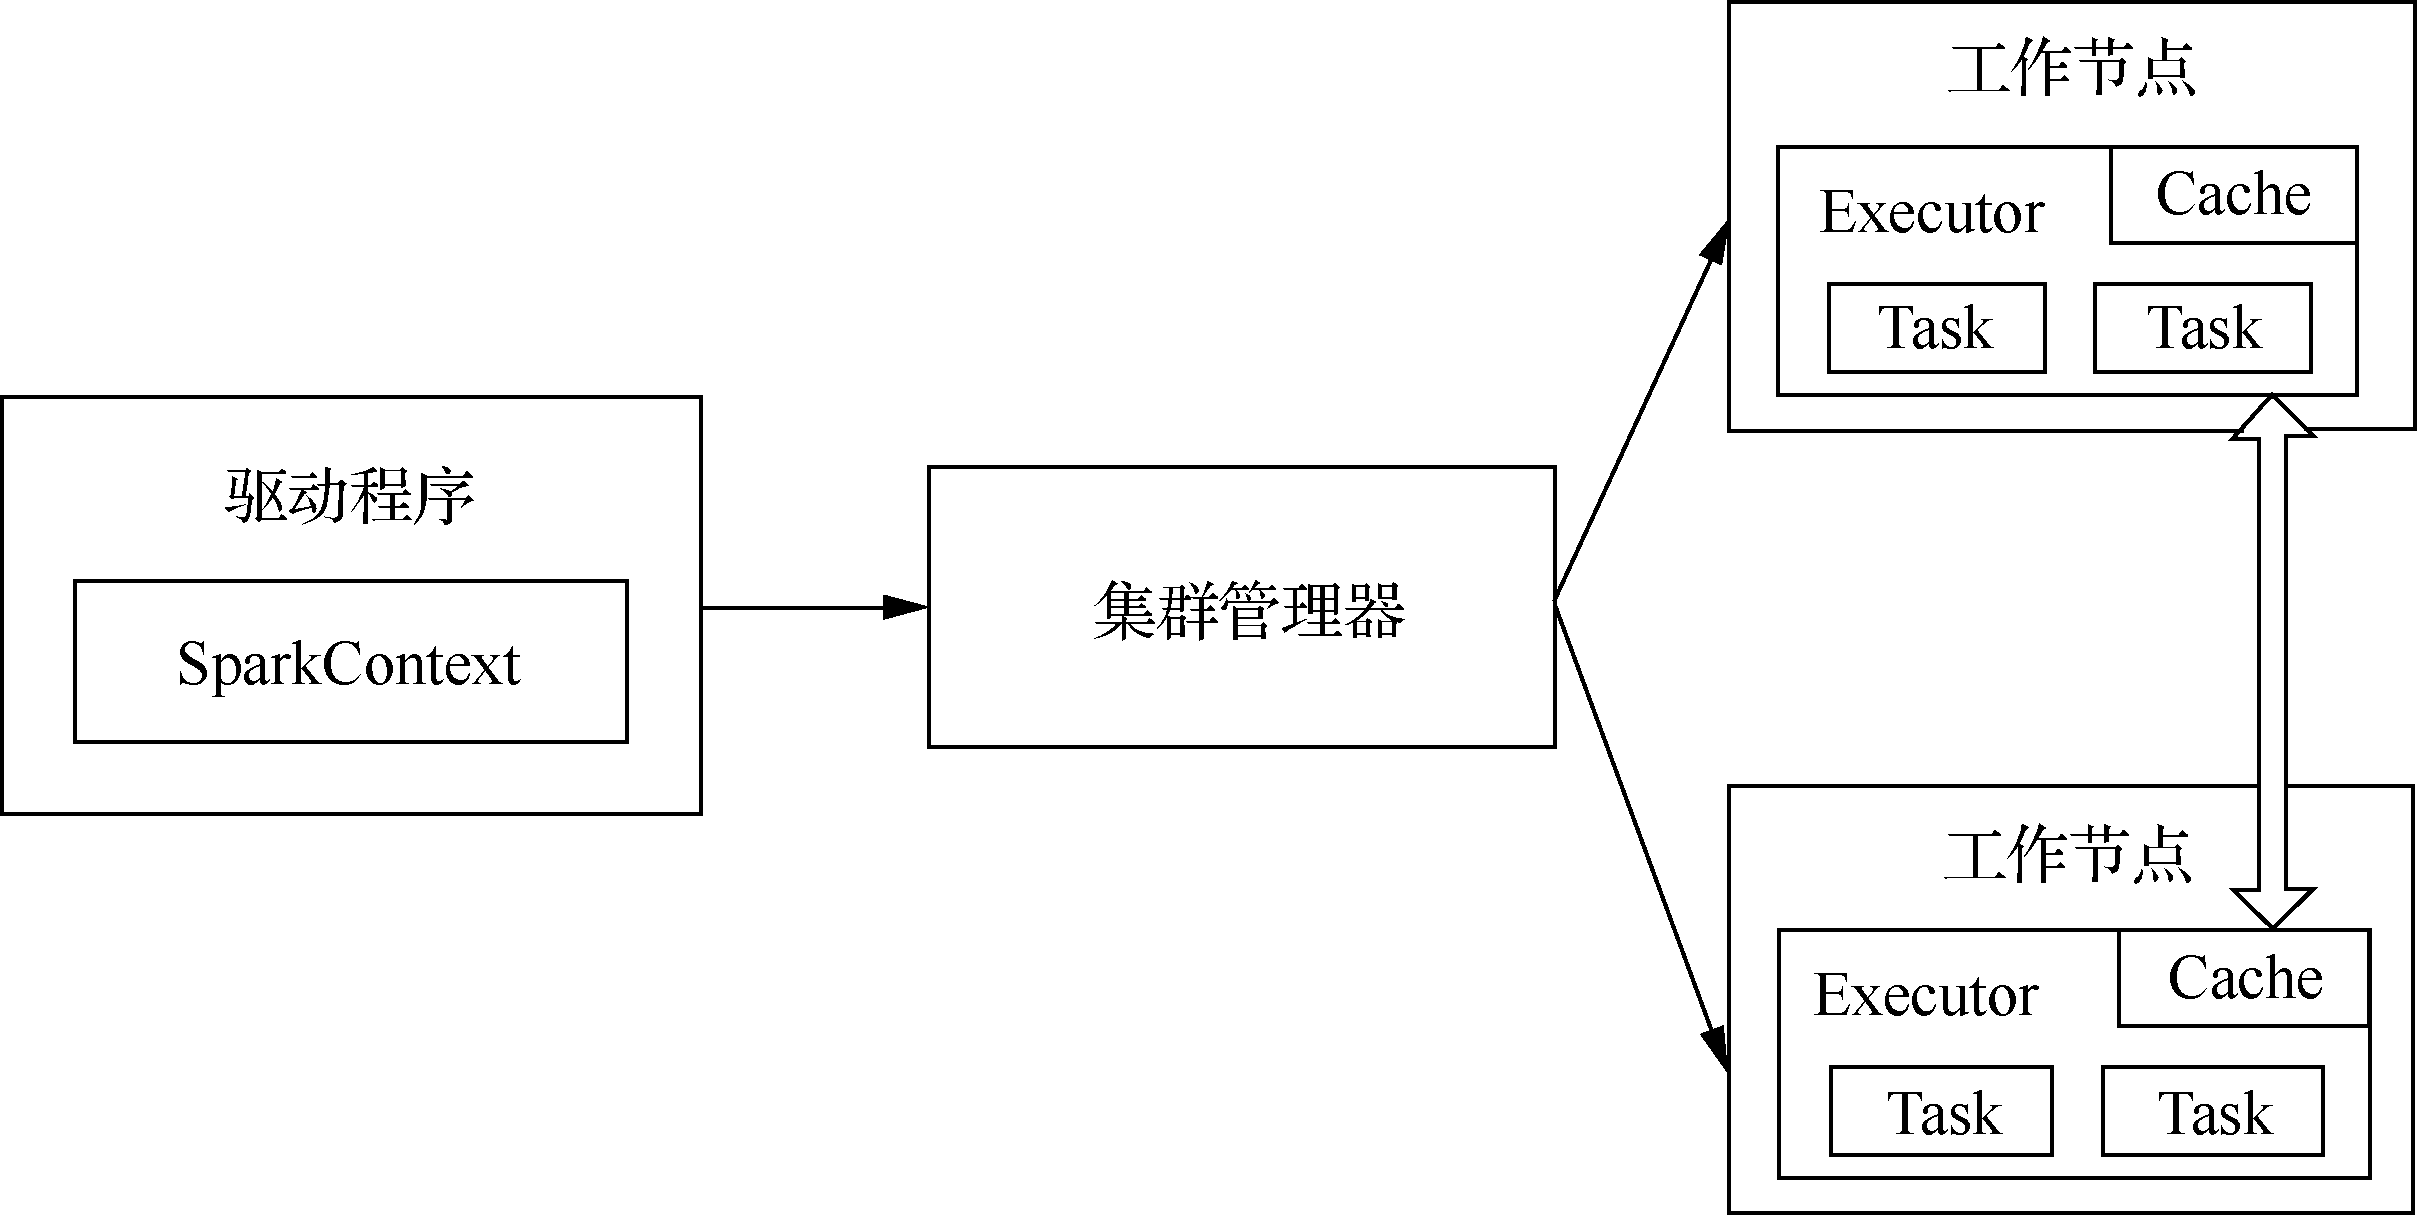 驱动程序
SparkContext
集群管理器
工作节点
Executor
Cache
Task
Task
工作节点
Executor
Cache
Task
Task